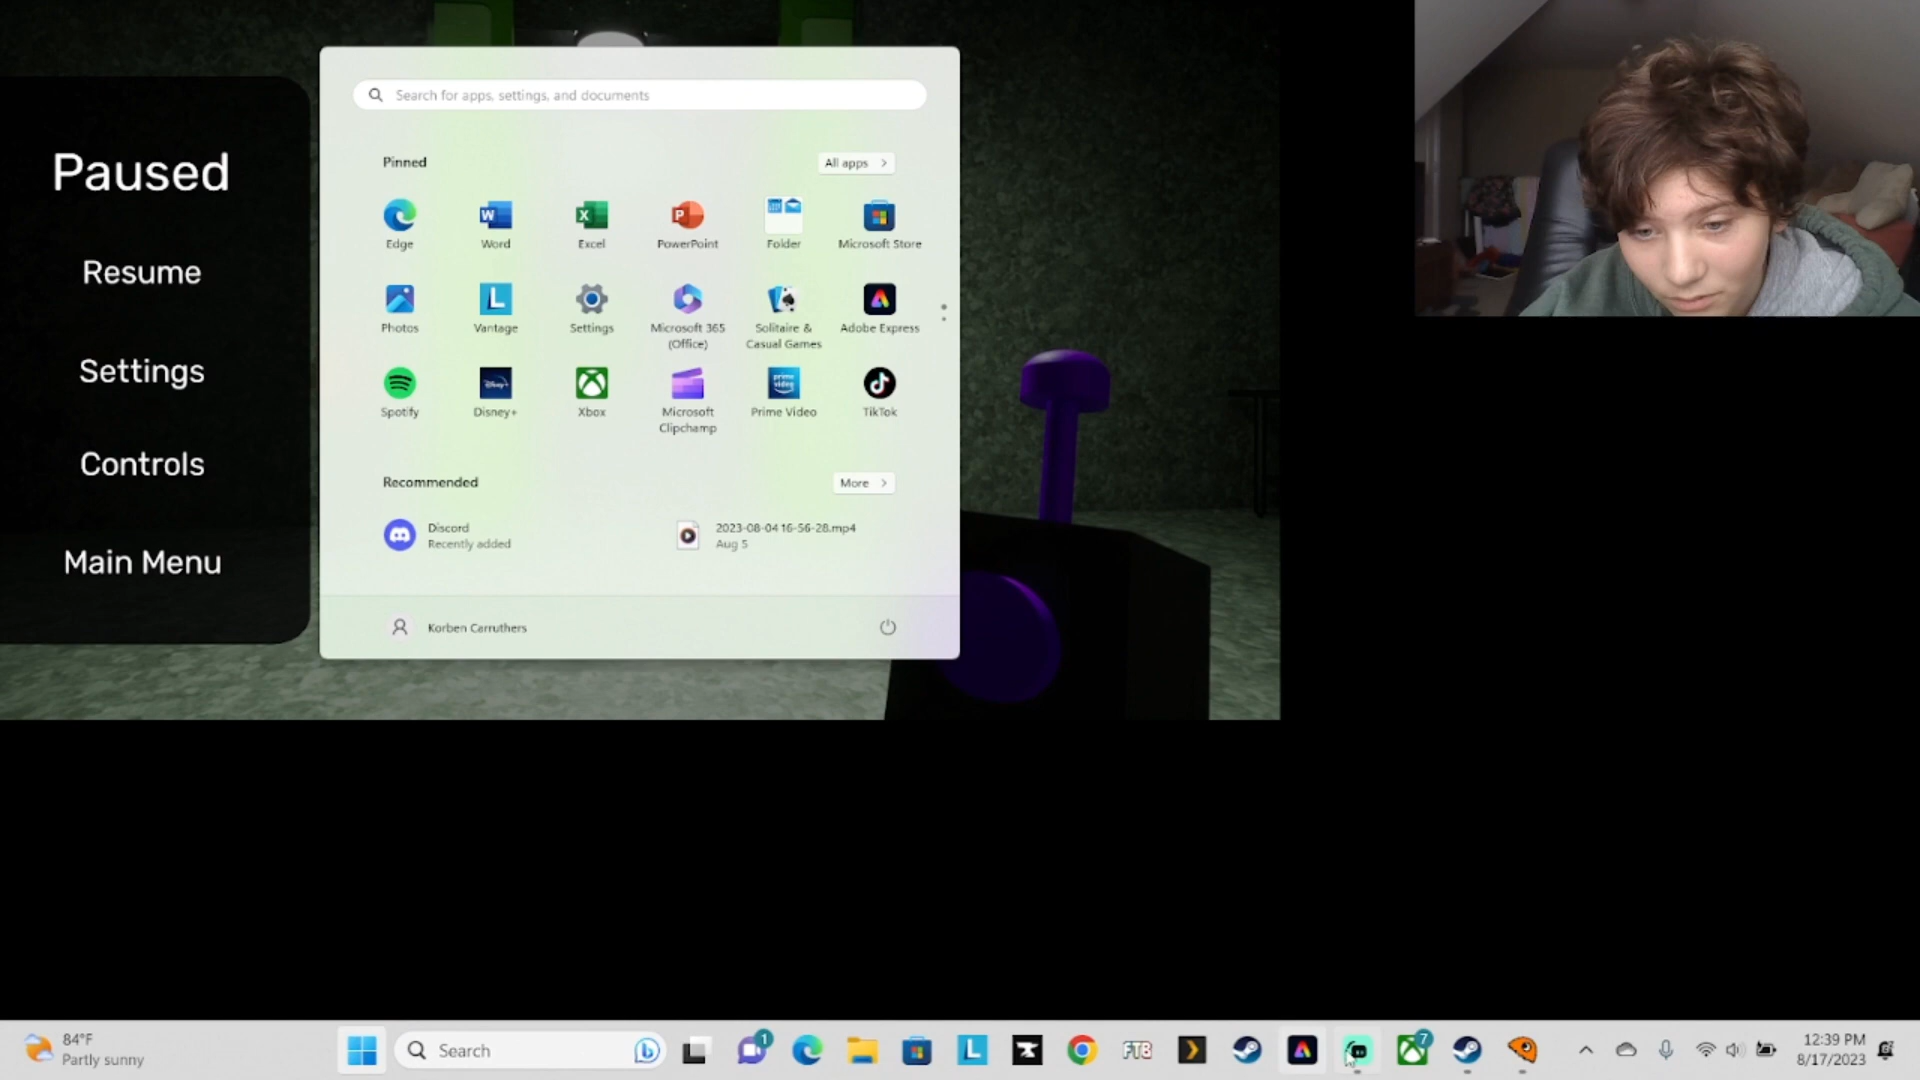 Paused
Resume
Settings
Controls
Main Menu
Search for apps, settings, and documents
Pinned
All apps
Edge
Word
Excel
PowerPoint
Folder
Microsoft Store
Photos
Vantage
Settings
Microsoft 365
(Office)
Solitaire &
Casual Games
Adobe Express
Spotify
Disney+
Xbox
Microsoft
Clipchamp
Prime Video
TikTok
Recommended
More
Discord
Recently added
2023-08-04 16-56-28.mp4
Aug 5
Korben Carruthers
84°F
Partly sunny
Search
1
FTB
7
12:39 PM
8/17/2023